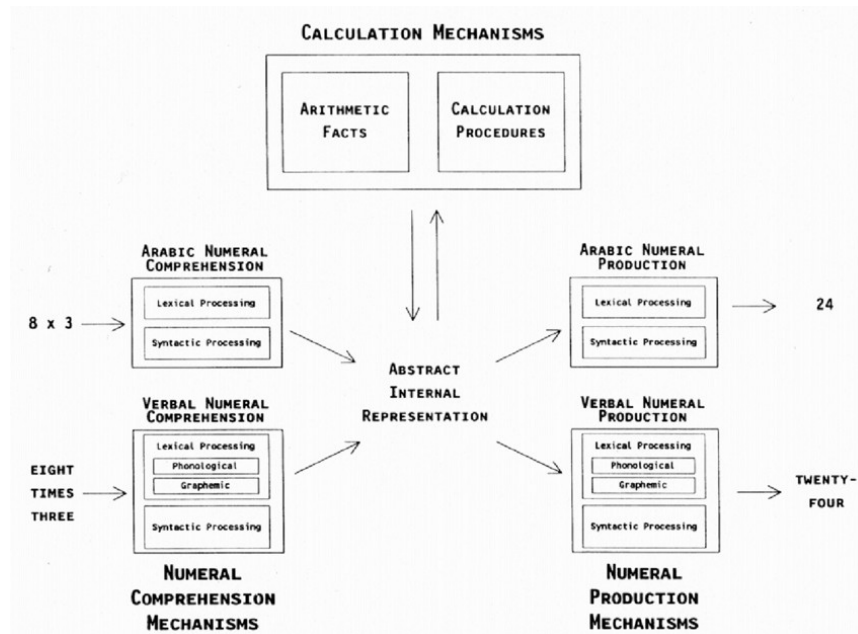 CALCULATION MECHANISMS
ARITHMETIC
FACTS
CALCULATION
PROCEDURES
ARABIC NUMERAL
COMPREHENSION
Lexical Processing
Syntactic Processing
8 x 3
ARABIC NUMERAL
PRODUCTION
Lexical Processing
Syntactic Processing
24
ABSTRACT
INTERNAL
REPRESENTATION
VERBAL NUMERAL
COMPREHENSION
Lexical Processing
Phonological
Graphemic
Syntactic Processing
EIGHT
TIMES
THREE
VERBAL NUMERAL
PRODUCTION
Lexical Processing
Phonological
Graphemic
Syntactic Processing
TWENTY-
FOUR
NUMERAL
COMPREHENSION
MECHANISMS
NUMERAL
PRODUCTION
MECHANISMS